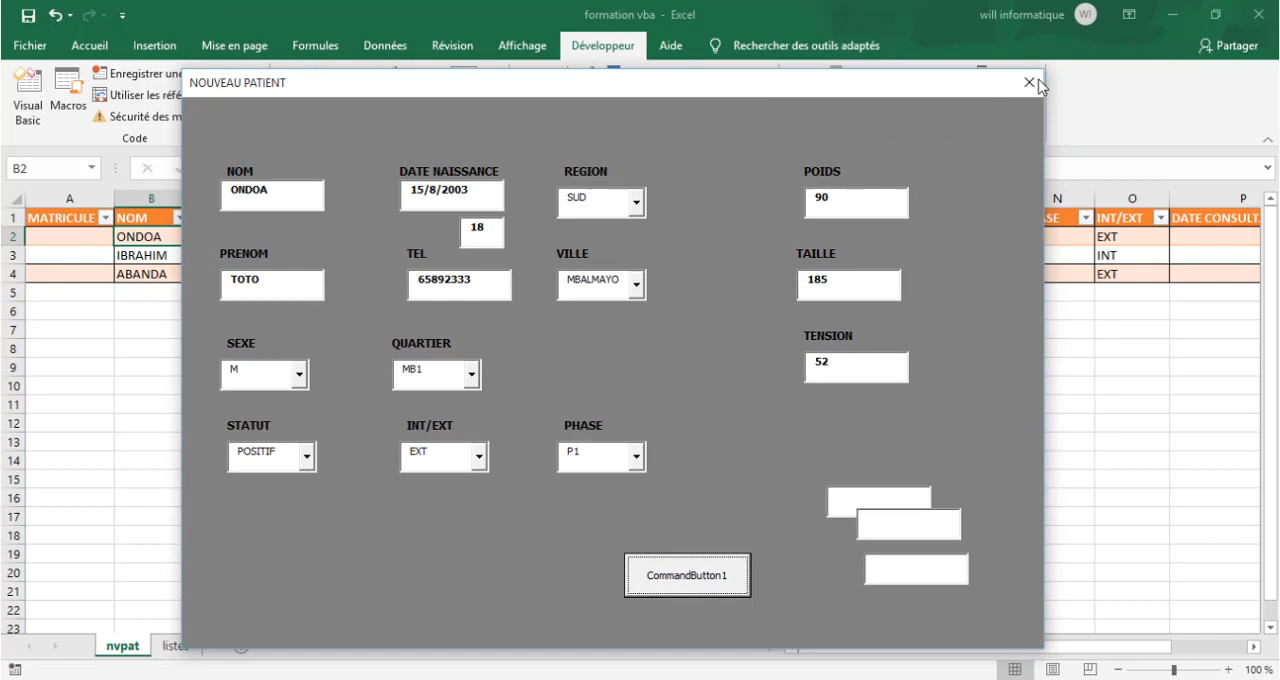 formation vba - Excel
will informatique WI
Fichier Accueil Insertion Mise en page Formules Données Révision Affichage Développeur Aide Rechercher des outils adaptés Partager
Visual Basic
Macros
Enregistrer une
Utiliser les réfé
Sécurité des m
Code
NOUVEAU PATIENT
B2
A B N O P
1 MATRICULE NOM SE INT/EXT DATE CONSULT
2 ONDOA EXT
3 IBRAHIM INT
4 ABANDA EXT
5
6
7
8
9
10
11
12
13
14
15
16
17
18
19
20
21
22
23
NOM DATE NAISSANCE REGION POIDS
ONDOA 15/8/2003 SUD 90
18
PRENOM TEL VILLE TAILLE
TOTO 65892333 MBALMAYO 185
SEXE QUARTIER TENSION
M MB1 52
STATUT INT/EXT PHASE
POSITIF EXT P1
CommandButton1
nvpat liste
100 %